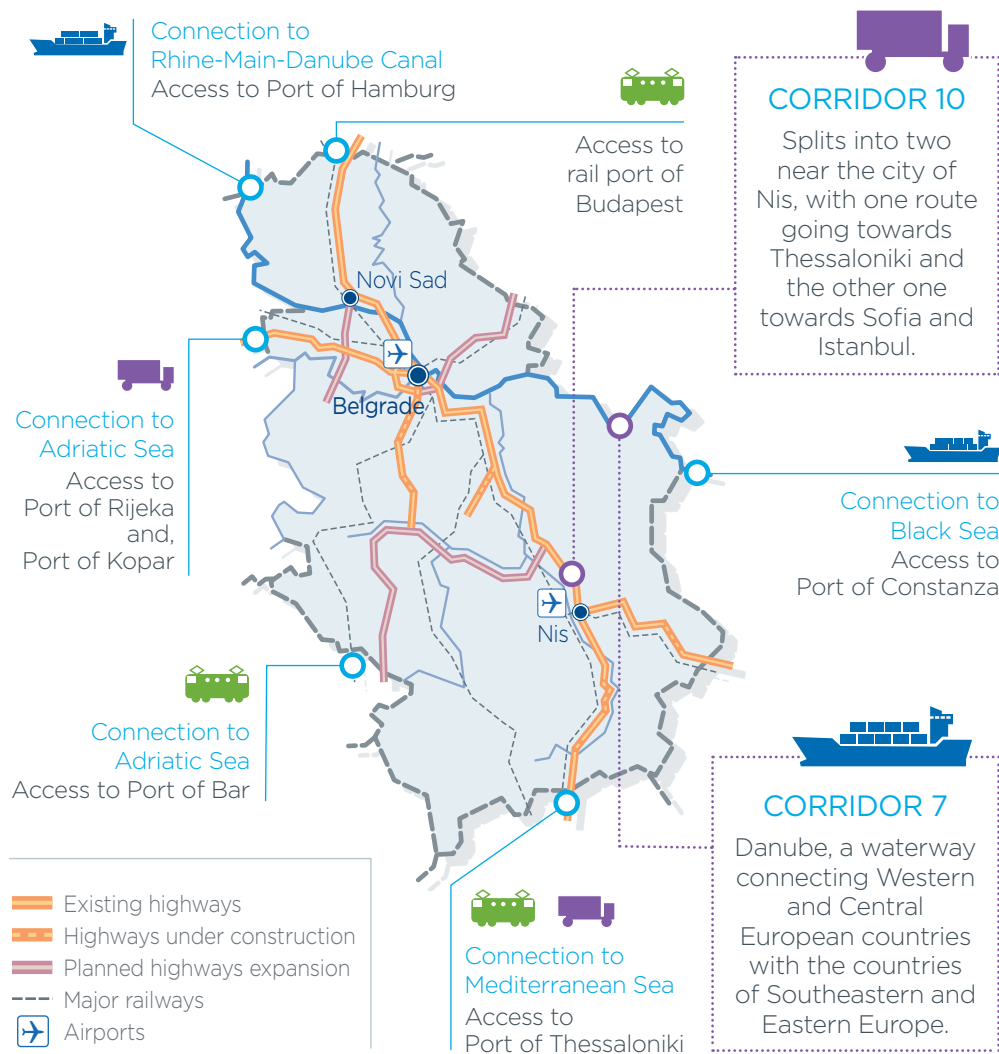 Connection to
Rhine-Main-Danube Canal
Access to Port of Hamburg
Access to
rail port of
Budapest
CORRIDOR 10
Splits into two
near the city of
Nis, with one route
going towards
Thessaloniki and
the other one
towards Sofia and
Istanbul.
Novi Sad
Belgrade
Connection to
Adriatic Sea
Access to
Port of Rijeka
and,
Port of Kopar
Connection to
Black Sea
Access to
Port of Constanza
Nis
Connection to
Adriatic Sea
Access to Port of Bar
CORRIDOR 7
Danube, a waterway
connecting Western
and Central
European countries
with the countries
of Southeastern and
Eastern Europe.
Existing highways
Highways under construction
Planned highways expansion
Major railways
Airports
Connection to
Mediterranean Sea
Access to
Port of Thessaloniki